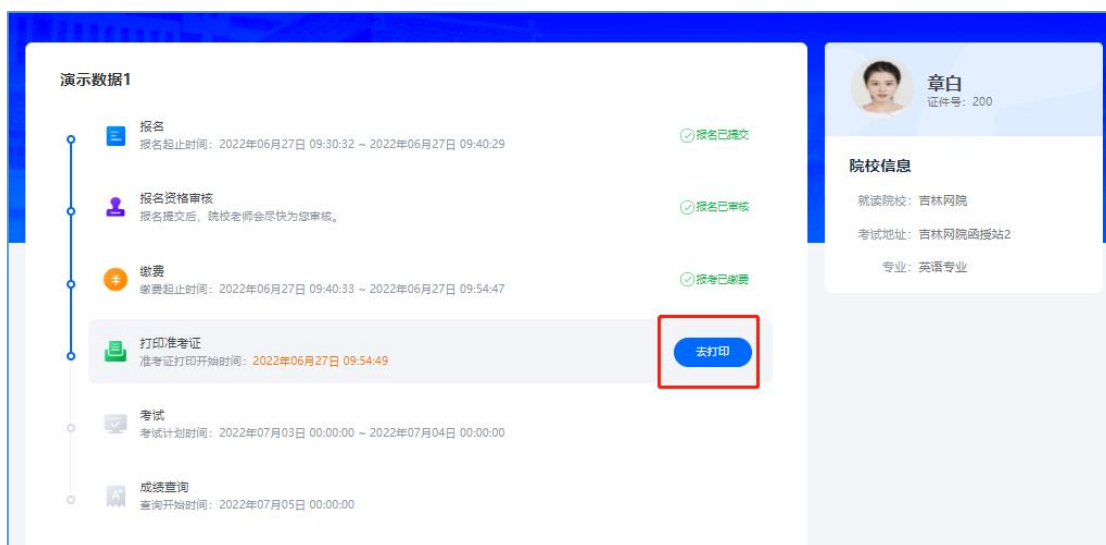 演示数据1
报名
报名起止时间：2022年06月27日 09:30:32 ~ 2022年06月27日 09:40:29
报名已提交
报名资格审核
报名提交后，院校老师会尽快为您审核。
报名已审核
缴费
缴费起止时间：2022年06月27日 09:40:33 ~ 2022年06月27日 09:54:47
报考已缴费
打印准考证
准考证打印开始时间：2022年06月27日 09:54:49
去打印
考试
考试计划时间：2022年07月03日 00:00:00 ~ 2022年07月04日 00:00:00
成绩查询
查询开始时间：2022年07月05日 00:00:00
章白
证件号：200
院校信息
就读院校：吉林网院
考试地址：吉林网院函授站2
专业：英语专业